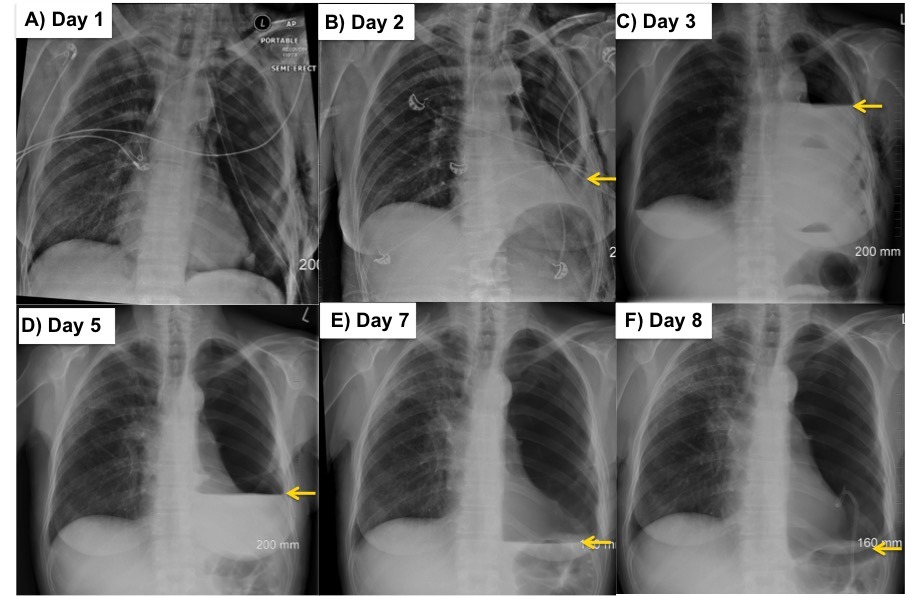 A) Day 1
L AP
PORTABLE
SEMI ERECT
200
B) Day 2
2
C) Day 3
L
200 mm
D) Day 5
L
200 mm
E) Day 7
F) Day 8
L
160 mm